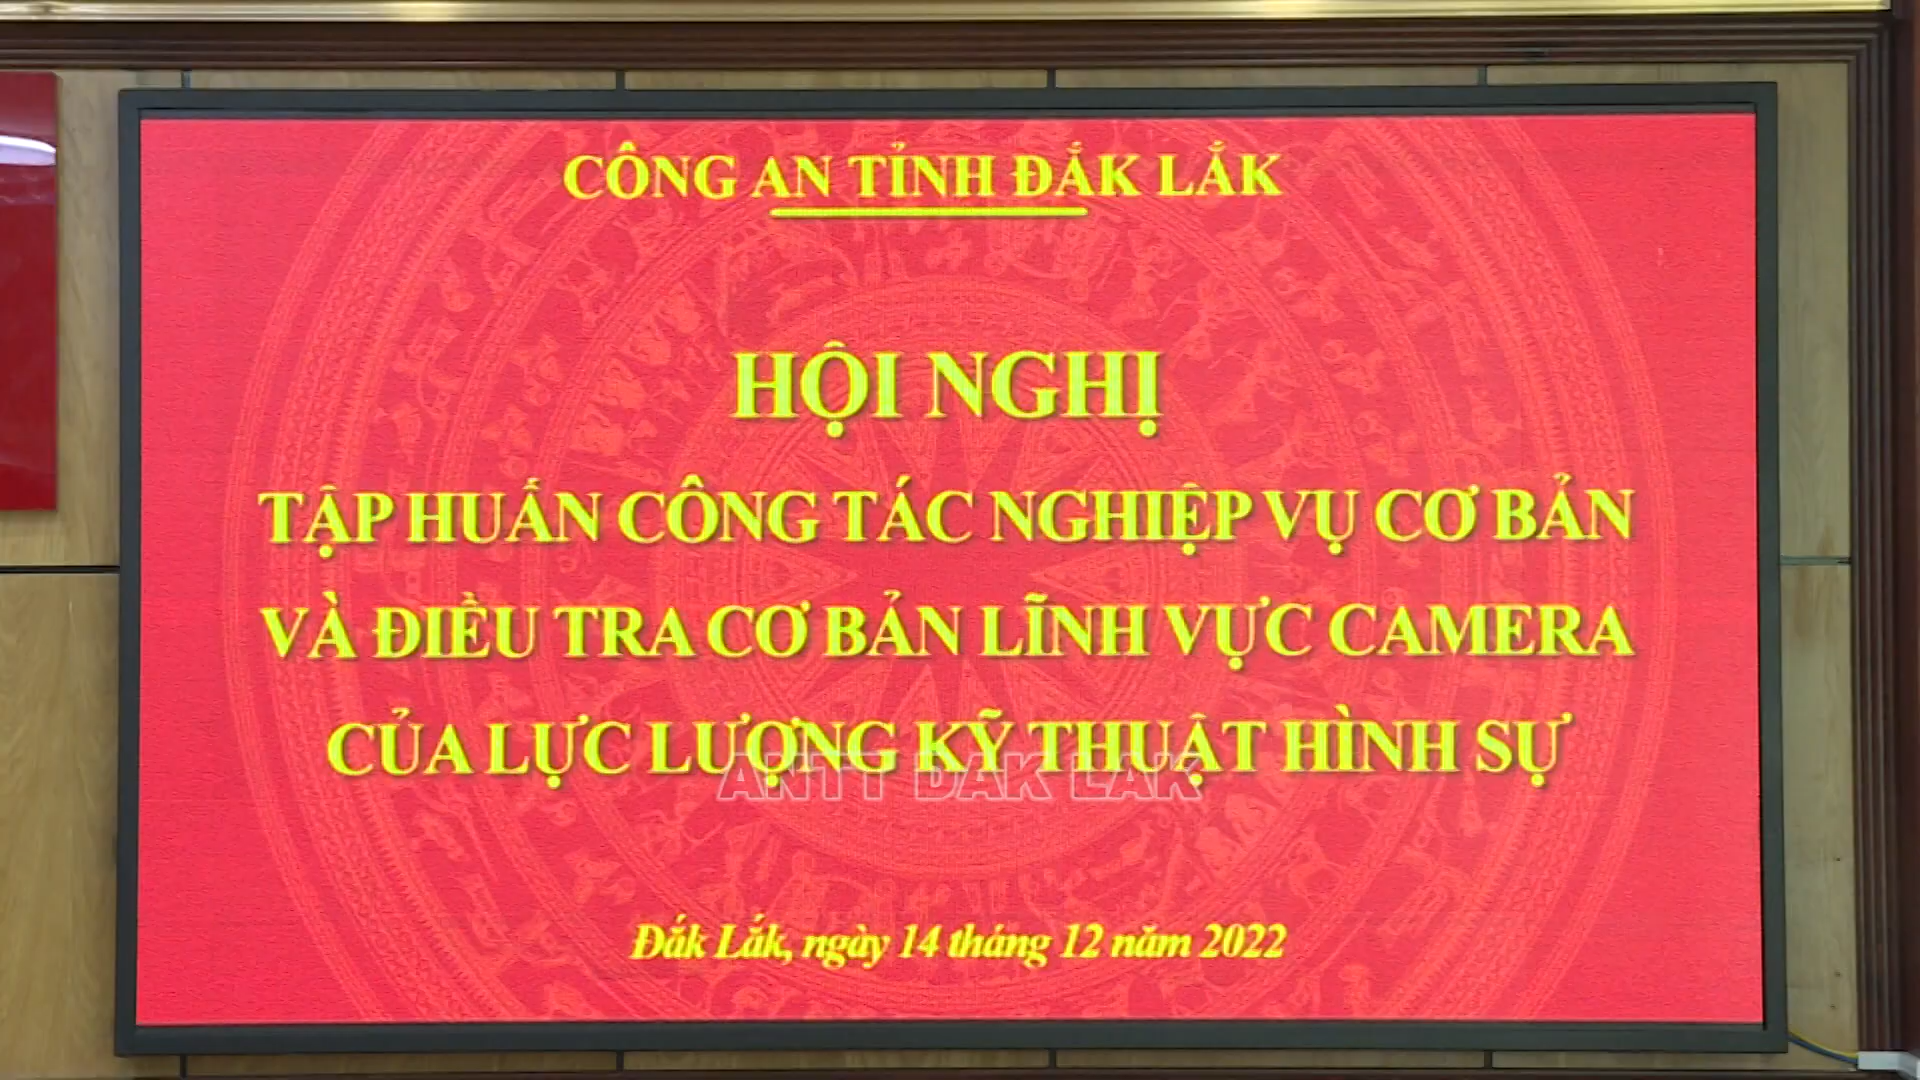 CÔNG AN TỈNH ĐẮK LẮK
HỘI NGHỊ
TẬP HUẤN CÔNG TÁC NGHIỆP VỤ CƠ BẢN
VÀ ĐIỀU TRA CƠ BẢN LĨNH VỰC CAMERA
CỦA LỰC LƯỢNG KỸ THUẬT HÌNH SỰ
ANTT ĐẮK LẮK
Đắk Lắk, ngày 14 tháng 12 năm 2022